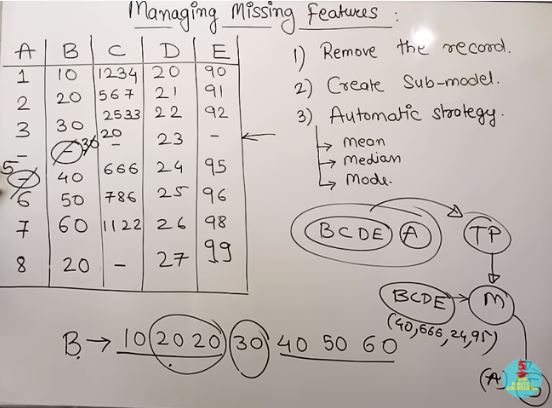 Managing Missing Features :
A B C D E
1 10 1234 20 90
2 20 567 21 91
3 30 2533 22 92
- - 30 20 - 23 -
5 - 40 666 24 95
6 50 786 25 96
7 60 1122 26 98
8 20 - 27 99
1) Remove the record.
2) Create Sub-model.
3) Automatic strategy.
→ mean
→ median
→ Mode.
BCDE A TP
BCDE → M
(40,666,24,95)
(A) 5
B → 10 20 20 30 40 50 60